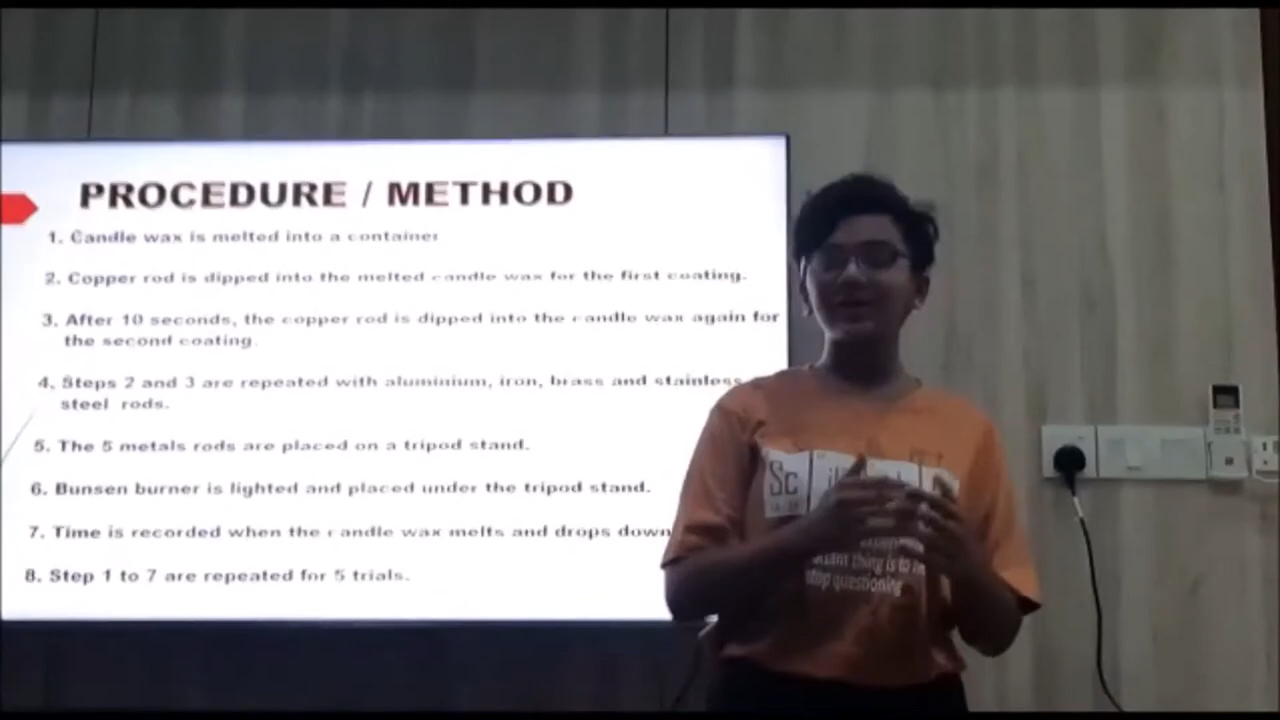 PROCEDURE / METHOD
1. Candle wax is melted into a container
2. Copper rod is dipped into the melted candle wax for the first coating.
3. After 10 seconds, the copper rod is dipped into the candle wax again for
the second coating.
4. Steps 2 and 3 are repeated with aluminium, iron, brass and stainless
steel rods.
5. The 5 metals rods are placed on a tripod stand.
6. Bunsen burner is lighted and placed under the tripod stand.
7. Time is recorded when the candle wax melts and drops down
8. Step 1 to 7 are repeated for 5 trials.
Sc
thing is to
stop questioning